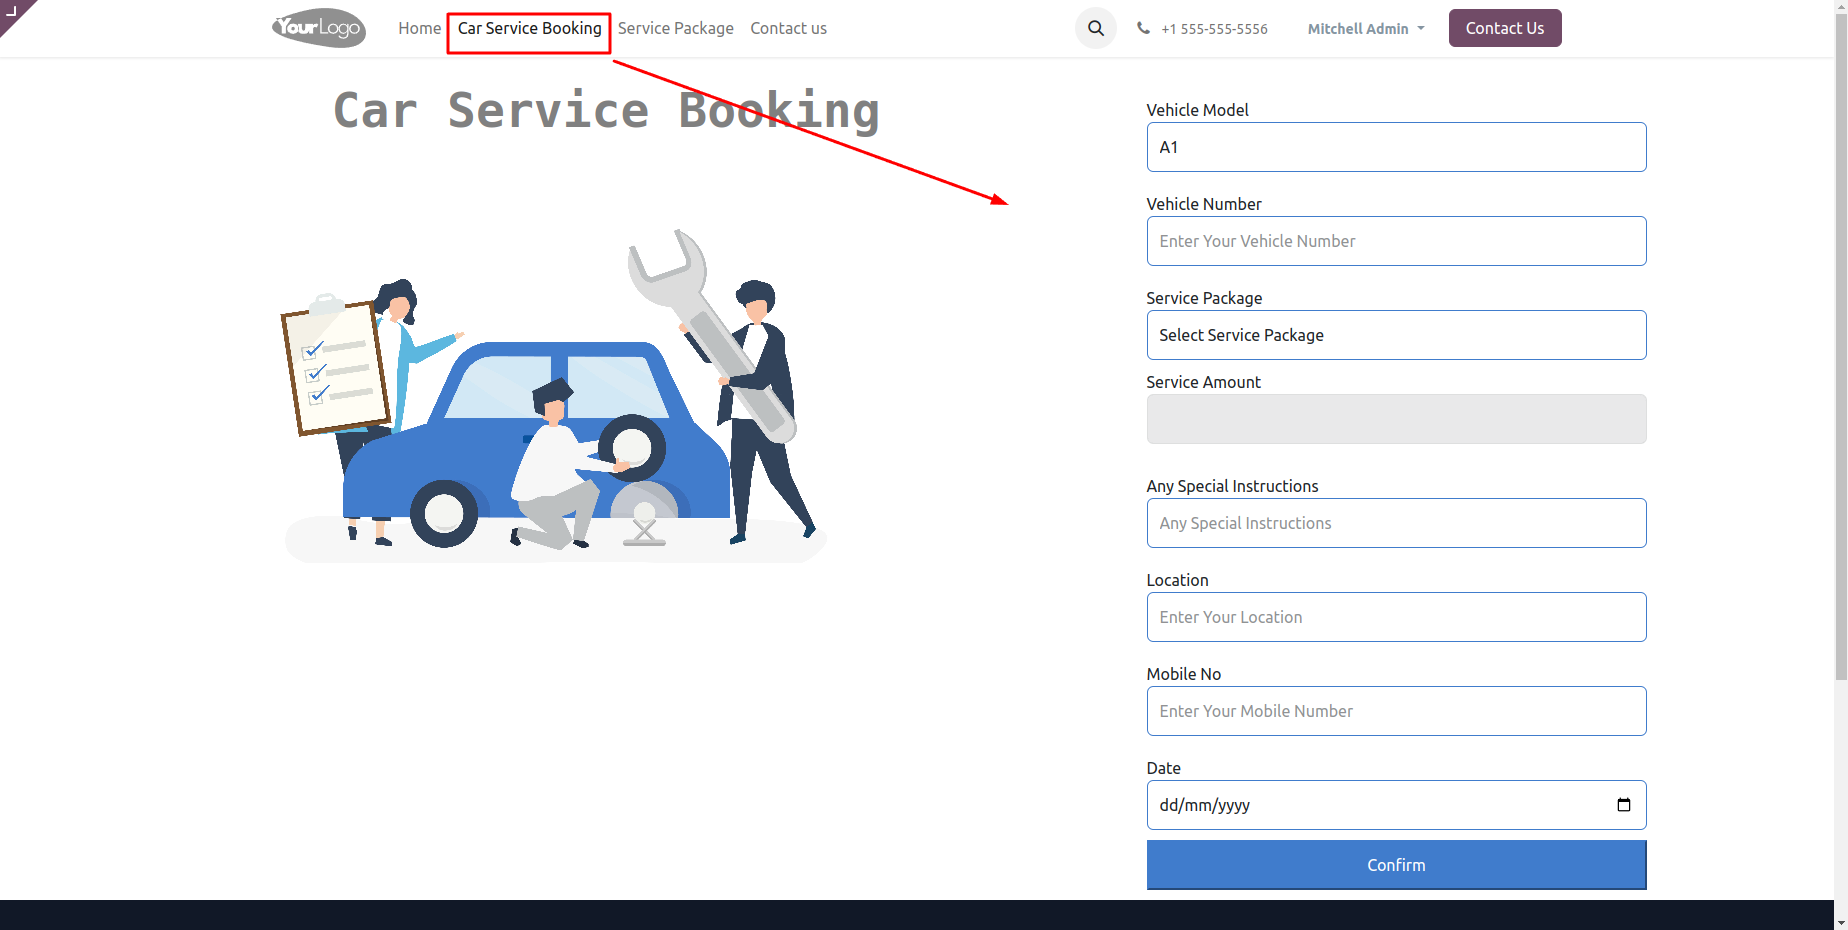 YourLogo Home Car Service Booking Service Package Contact us +1 555-555-5556 Mitchell Admin Contact Us
Car Service Booking
Vehicle Model
A1
Vehicle Number
Enter Your Vehicle Number
Service Package
Select Service Package
Service Amount
Any Special Instructions
Any Special Instructions
Location
Enter Your Location
Mobile No
Enter Your Mobile Number
Date
dd/mm/yyyy
Confirm